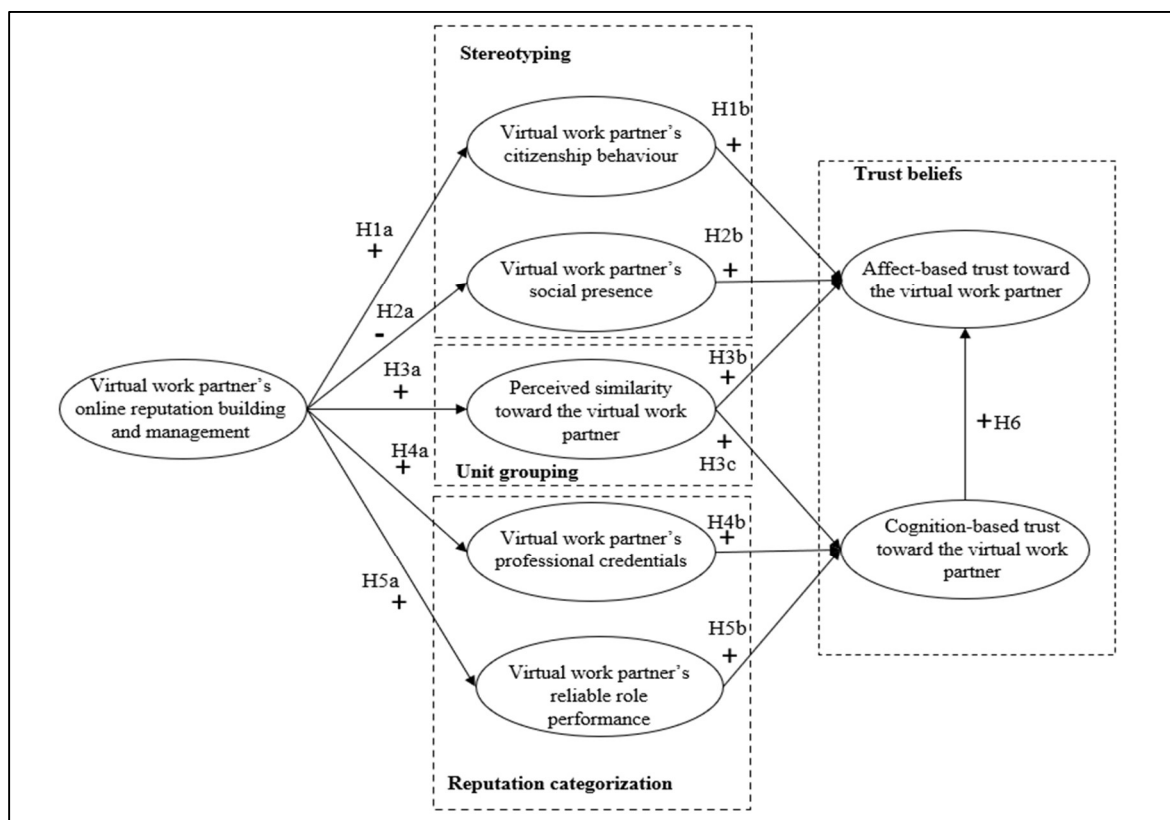 Stereotyping
Virtual work partner’s
citizenship behaviour
H1b
+
Trust beliefs
H1a
+
Virtual work partner’s
social presence
H2b
+
Affect-based trust toward
the virtual work partner
H2a
-
H3a
+
Virtual work partner’s
online reputation building
and management
Perceived similarity
toward the virtual work
partner
H3b
+
+
H3c
+H6
Unit grouping
H4a
+
Virtual work partner’s
professional credentials
H4b
+
Cognition-based trust
toward the virtual work
partner
H5a
+
Virtual work partner’s
reliable role
performance
H5b
+
Reputation categorization